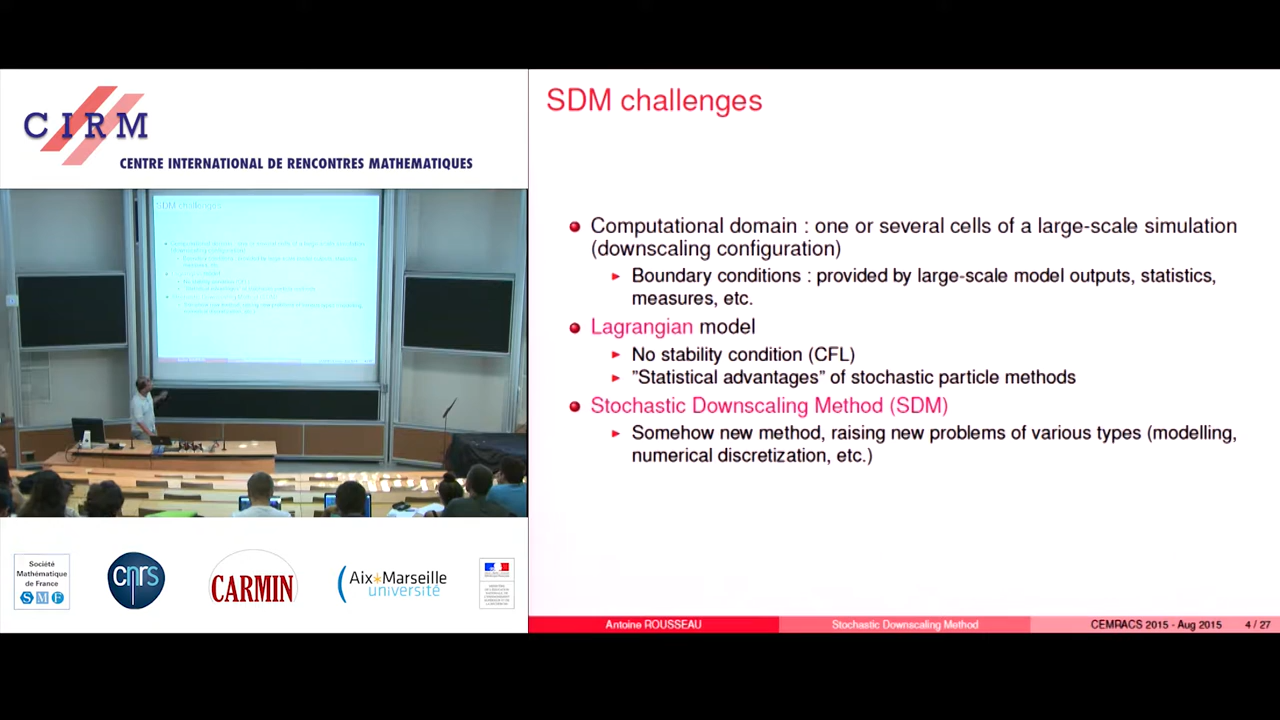 CIRM
CENTRE INTERNATIONAL DE RENCONTRES MATHEMATIQUES
SDM challenges
SDM challenges
Computational domain : one or several cells of a large-scale simulation
(downscaling configuration)
Boundary conditions : provided by large-scale model outputs, statistics,
measures, etc.
Lagrangian model
No stability condition (CFL)
"Statistical advantages" of stochastic particle methods
Stochastic Downscaling Method (SDM)
Somehow new method, raising new problems of various types (modelling,
numerical discretization, etc.)
Société
Mathématique
de France
SMF
cnrs
CARMIN
Aix*Marseille
université
Antoine ROUSSEAU
Stochastic Downscaling Method
CEMRACS 2015 - Aug 2015
4 / 27